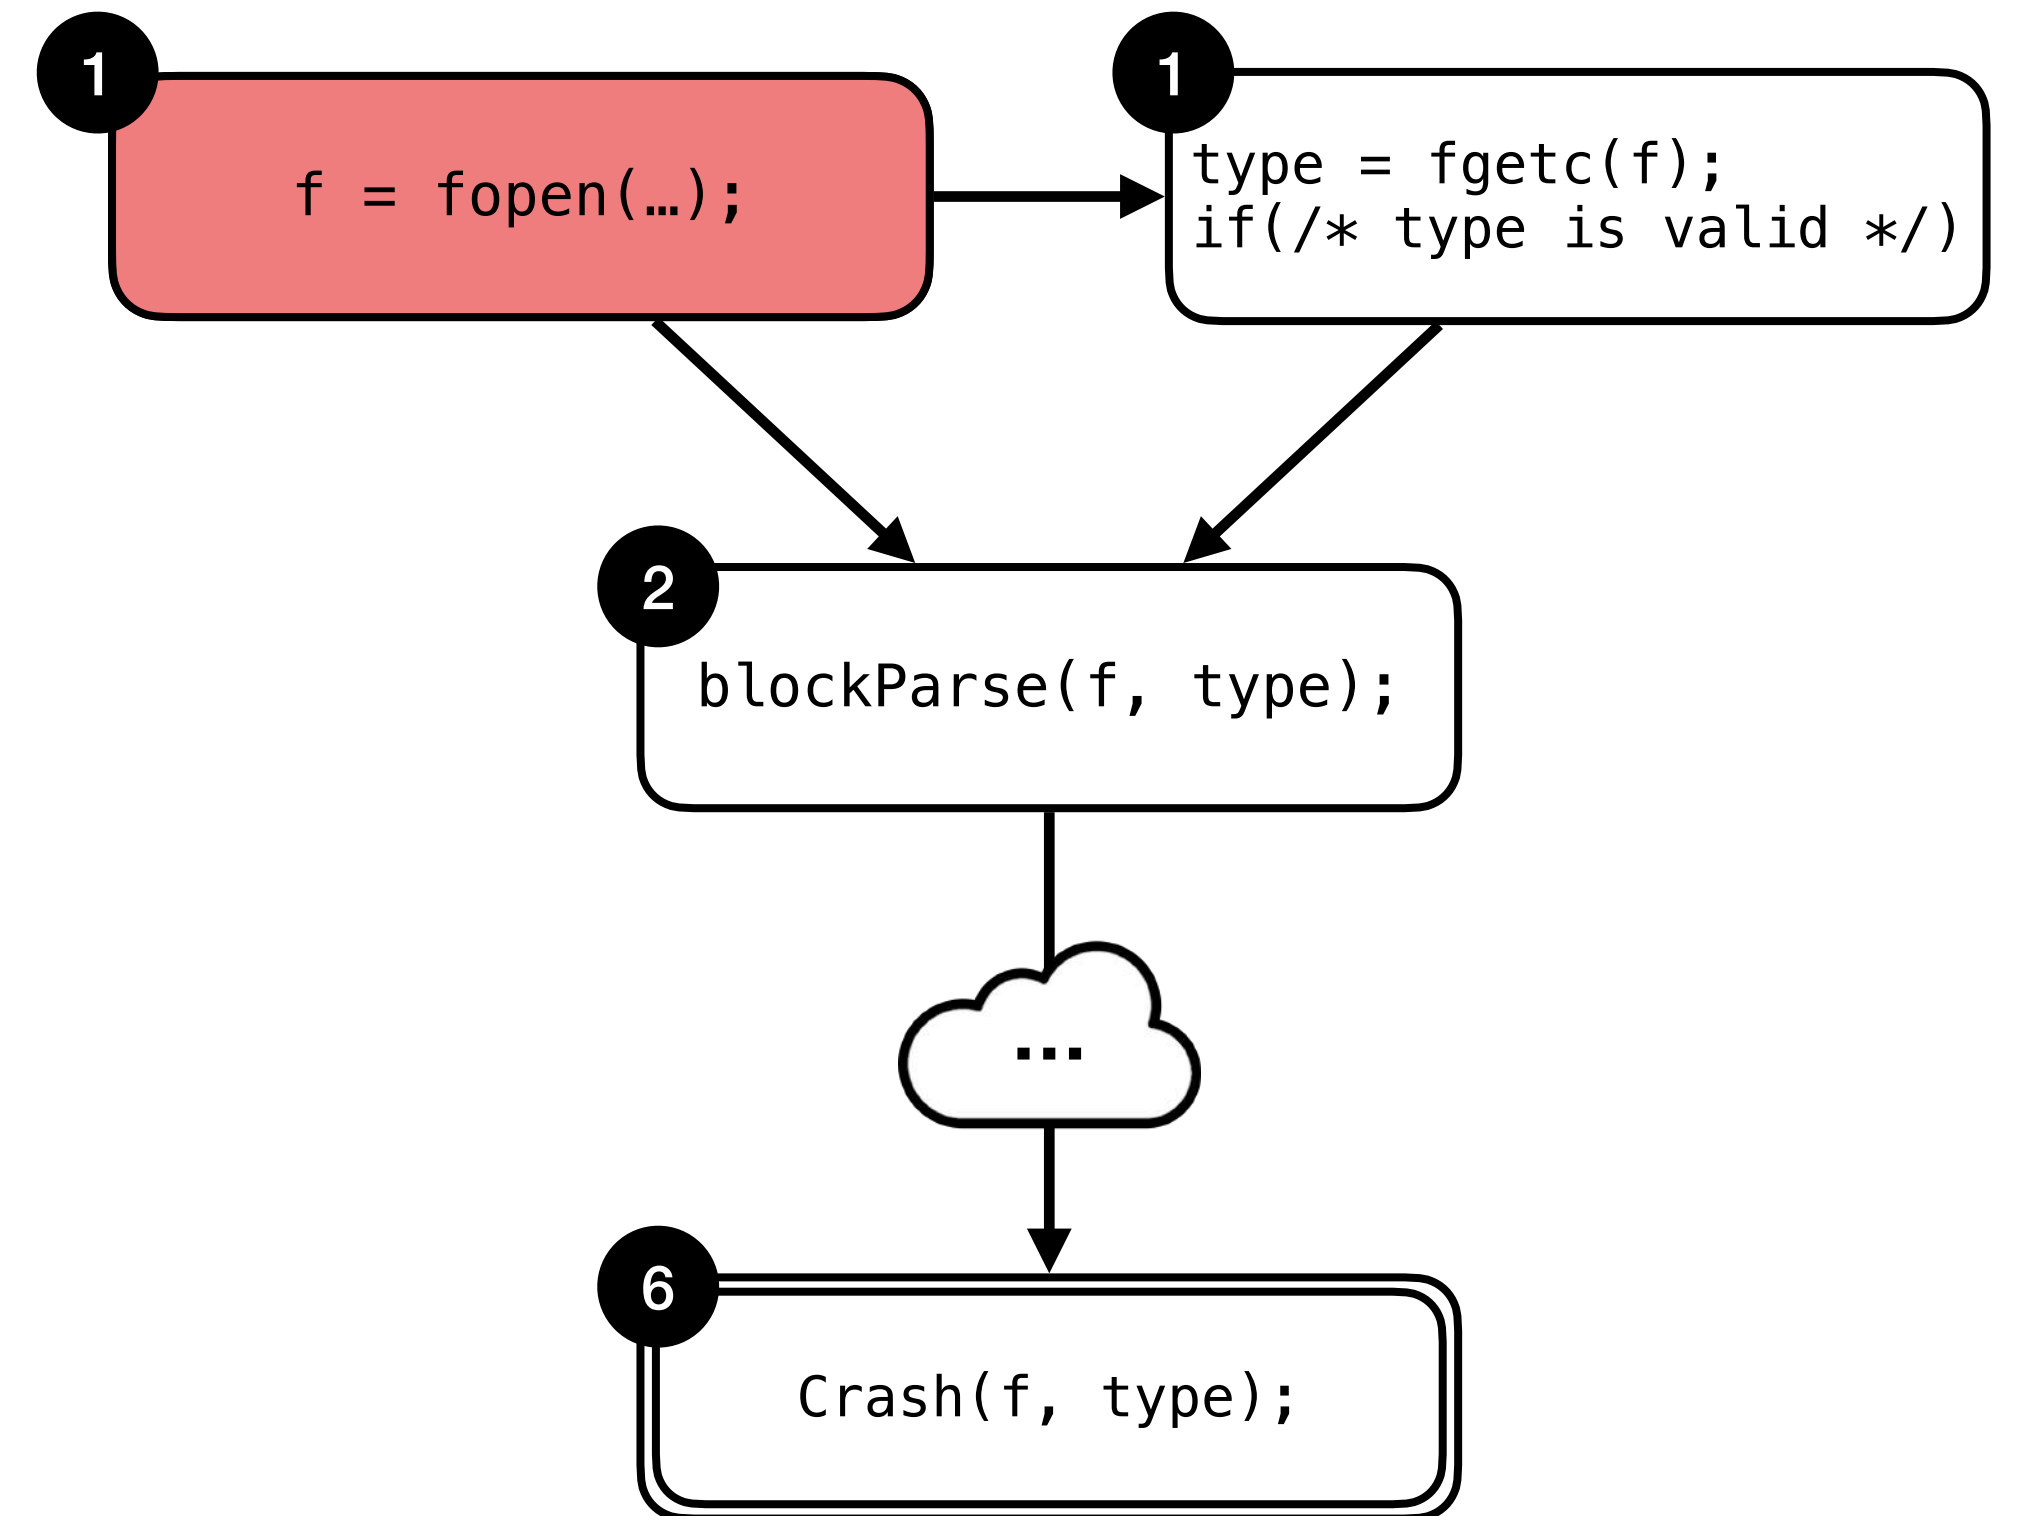 1
f = fopen(…);
1
type = fgetc(f);
if(/* type is valid */)
2
blockParse(f, type);
...
6
Crash(f, type);